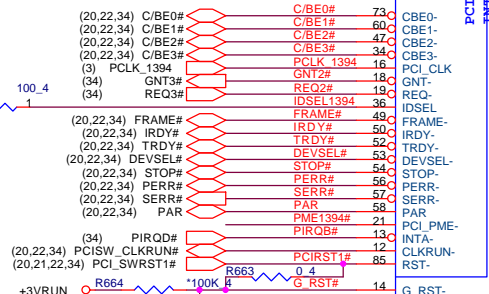 PCI
(20,22,34) C/BE0# C/BE0# 73 CBE0-
(20,22,34) C/BE1# C/BE1# 60 CBE1-
(20,22,34) C/BE2# C/BE2# 47 CBE2-
(20,22,34) C/BE3# C/BE3# 34 CBE3-
(3) PCLK_1394 PCLK_1394 16 PCI_CLK
(34) GNT3# GNT2# 18 GNT-
100_4 (34) REQ3# REQ2# 19 REQ-
1 IDSEL1394 36 IDSEL
(20,22,34) FRAME# FRAME# 49 FRAME-
(20,22,34) IRDY# IRDY# 50 IRDY-
(20,22,34) TRDY# TRDY# 52 TRDY-
(20,22,34) DEVSEL# DEVSEL# 53 DEVSEL-
(20,22,34) STOP# STOP# 54 STOP-
(20,22,34) PERR# PERR# 56 PERR-
(20,22,34) SERR# SERR# 57 SERR-
(20,22,34) PAR PAR 58 PAR
PME1394# 21 PCI_PME-
(34) PIRQD# PIRQB# 13 INTA-
(20,22,34) PCISW_CLKRUN# 12 CLKRUN-
(20,21,22,34) PCI_SWRST1# PCIRST1# 85 RST-
R663 0_4
+3VRUN R664 *100K_4 G_RST# 14 G_RST-